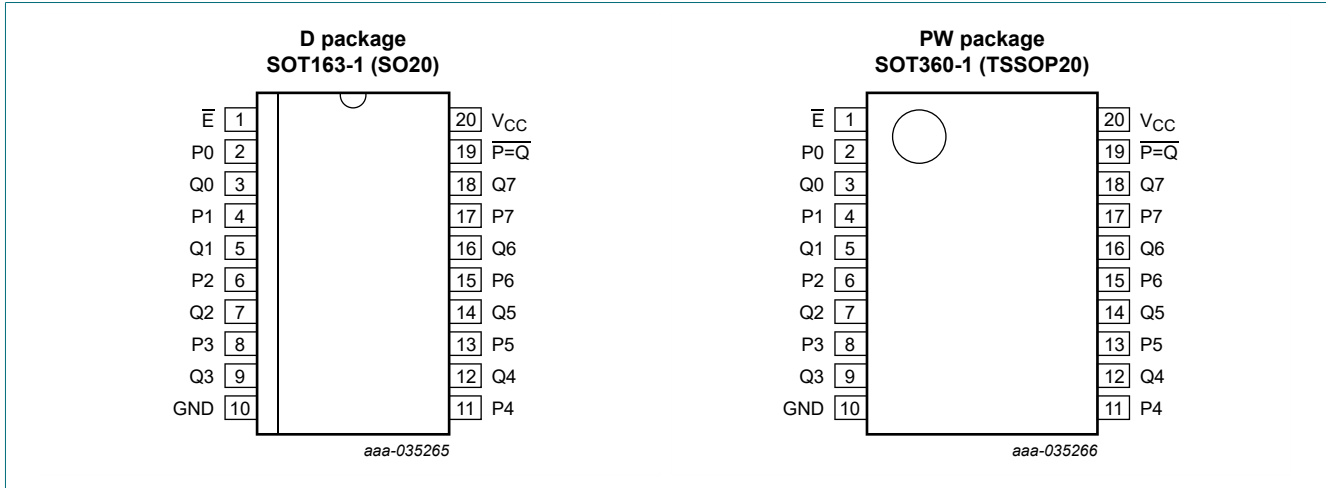 D package
SOT163-1 (SO20)
E̅ 1 20 VCC
P0 2 19 P̅=̅Q̅
Q0 3 18 Q7
P1 4 17 P7
Q1 5 16 Q6
P2 6 15 P6
Q2 7 14 Q5
P3 8 13 P5
Q3 9 12 Q4
GND 10 11 P4
aaa-035265
PW package
SOT360-1 (TSSOP20)
E̅ 1 20 VCC
P0 2 19 P̅=̅Q̅
Q0 3 18 Q7
P1 4 17 P7
Q1 5 16 Q6
P2 6 15 P6
Q2 7 14 Q5
P3 8 13 P5
Q3 9 12 Q4
GND 10 11 P4
aaa-035266